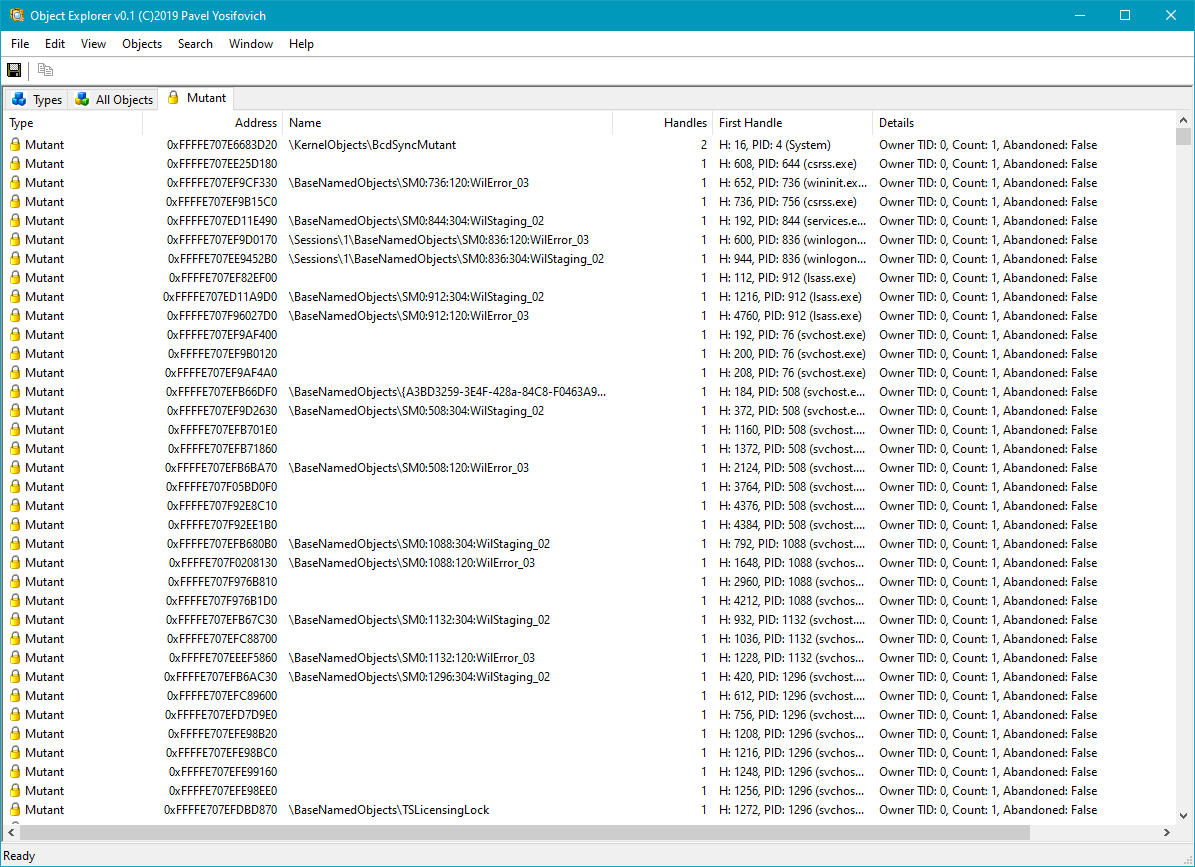 Object Explorer v0.1 (C)2019 Pavel Yosifovich
File Edit View Objects Search Window Help
Types All Objects Mutant
Type Address Name Handles First Handle Details
Mutant 0xFFFFE707E6683D20 \KernelObjects\BcdSyncMutant 2 H: 16, PID: 4 (System) Owner TID: 0, Count: 1, Abandoned: False
Mutant 0xFFFFE707EE25D180 1 H: 608, PID: 644 (csrss.exe) Owner TID: 0, Count: 1, Abandoned: False
Mutant 0xFFFFE707EF9CF330 \BaseNamedObjects\SM0:736:120:WilError_03 1 H: 652, PID: 736 (wininit.ex... Owner TID: 0, Count: 1, Abandoned: False
Mutant 0xFFFFE707EF9B15C0 1 H: 736, PID: 756 (csrss.exe) Owner TID: 0, Count: 1, Abandoned: False
Mutant 0xFFFFE707ED11E490 \BaseNamedObjects\SM0:844:304:WilStaging_02 1 H: 192, PID: 844 (services.e... Owner TID: 0, Count: 1, Abandoned: False
Mutant 0xFFFFE707EF9D0170 \Sessions\1\BaseNamedObjects\SM0:836:120:WilError_03 1 H: 600, PID: 836 (winlogon... Owner TID: 0, Count: 1, Abandoned: False
Mutant 0xFFFFE707EE9452B0 \Sessions\1\BaseNamedObjects\SM0:836:304:WilStaging_02 1 H: 944, PID: 836 (winlogon... Owner TID: 0, Count: 1, Abandoned: False
Mutant 0xFFFFE707EF82EF00 1 H: 112, PID: 912 (lsass.exe) Owner TID: 0, Count: 1, Abandoned: False
Mutant 0xFFFFE707ED11A9D0 \BaseNamedObjects\SM0:912:304:WilStaging_02 1 H: 1216, PID: 912 (lsass.exe) Owner TID: 0, Count: 1, Abandoned: False
Mutant 0xFFFFE707F96027D0 \BaseNamedObjects\SM0:912:120:WilError_03 1 H: 4760, PID: 912 (lsass.exe) Owner TID: 0, Count: 1, Abandoned: False
Mutant 0xFFFFE707EF9AF400 1 H: 192, PID: 76 (svchost.exe) Owner TID: 0, Count: 1, Abandoned: False
Mutant 0xFFFFE707EF9B0120 1 H: 200, PID: 76 (svchost.exe) Owner TID: 0, Count: 1, Abandoned: False
Mutant 0xFFFFE707EF9AF4A0 1 H: 208, PID: 76 (svchost.exe) Owner TID: 0, Count: 1, Abandoned: False
Mutant 0xFFFFE707EFB66DF0 \BaseNamedObjects\{A3BD3259-3E4F-428a-84C8-F0463A9... 1 H: 184, PID: 508 (svchost.e... Owner TID: 0, Count: 1, Abandoned: False
Mutant 0xFFFFE707EF9D2630 \BaseNamedObjects\SM0:508:304:WilStaging_02 1 H: 372, PID: 508 (svchost.e... Owner TID: 0, Count: 1, Abandoned: False
Mutant 0xFFFFE707EFB701E0 1 H: 1160, PID: 508 (svchost.... Owner TID: 0, Count: 1, Abandoned: False
Mutant 0xFFFFE707EFB71860 1 H: 1372, PID: 508 (svchost.... Owner TID: 0, Count: 1, Abandoned: False
Mutant 0xFFFFE707EFB6BA70 \BaseNamedObjects\SM0:508:120:WilError_03 1 H: 2124, PID: 508 (svchost.... Owner TID: 0, Count: 1, Abandoned: False
Mutant 0xFFFFE707F05BD0F0 1 H: 3764, PID: 508 (svchost.... Owner TID: 0, Count: 1, Abandoned: False
Mutant 0xFFFFE707F92E8C10 1 H: 4376, PID: 508 (svchost.... Owner TID: 0, Count: 1, Abandoned: False
Mutant 0xFFFFE707F92EE1B0 1 H: 4384, PID: 508 (svchost.... Owner TID: 0, Count: 1, Abandoned: False
Mutant 0xFFFFE707EFB680B0 \BaseNamedObjects\SM0:1088:304:WilStaging_02 1 H: 792, PID: 1088 (svchost.... Owner TID: 0, Count: 1, Abandoned: False
Mutant 0xFFFFE707F0208130 \BaseNamedObjects\SM0:1088:120:WilError_03 1 H: 1648, PID: 1088 (svchos... Owner TID: 0, Count: 1, Abandoned: False
Mutant 0xFFFFE707F976B810 1 H: 2960, PID: 1088 (svchos... Owner TID: 0, Count: 1, Abandoned: False
Mutant 0xFFFFE707F976B1D0 1 H: 4212, PID: 1088 (svchos... Owner TID: 0, Count: 1, Abandoned: False
Mutant 0xFFFFE707EFB67C30 \BaseNamedObjects\SM0:1132:304:WilStaging_02 1 H: 932, PID: 1132 (svchost.... Owner TID: 0, Count: 1, Abandoned: False
Mutant 0xFFFFE707EFC88700 1 H: 1036, PID: 1132 (svchos... Owner TID: 0, Count: 1, Abandoned: False
Mutant 0xFFFFE707EEEF5860 \BaseNamedObjects\SM0:1132:120:WilError_03 1 H: 1228, PID: 1132 (svchos... Owner TID: 0, Count: 1, Abandoned: False
Mutant 0xFFFFE707EFB6AC30 \BaseNamedObjects\SM0:1296:304:WilStaging_02 1 H: 420, PID: 1296 (svchost.... Owner TID: 0, Count: 1, Abandoned: False
Mutant 0xFFFFE707EFC89600 1 H: 612, PID: 1296 (svchost.... Owner TID: 0, Count: 1, Abandoned: False
Mutant 0xFFFFE707EFD7D9E0 1 H: 756, PID: 1296 (svchost.... Owner TID: 0, Count: 1, Abandoned: False
Mutant 0xFFFFE707EFE98B20 1 H: 1208, PID: 1296 (svchos... Owner TID: 0, Count: 1, Abandoned: False
Mutant 0xFFFFE707EFE98BC0 1 H: 1216, PID: 1296 (svchos... Owner TID: 0, Count: 1, Abandoned: False
Mutant 0xFFFFE707EFE99160 1 H: 1248, PID: 1296 (svchos... Owner TID: 0, Count: 1, Abandoned: False
Mutant 0xFFFFE707EFE98EE0 1 H: 1256, PID: 1296 (svchos... Owner TID: 0, Count: 1, Abandoned: False
Mutant 0xFFFFE707EFDBD870 \BaseNamedObjects\TSLicensingLock 1 H: 1272, PID: 1296 (svchos... Owner TID: 0, Count: 1, Abandoned: False
Ready